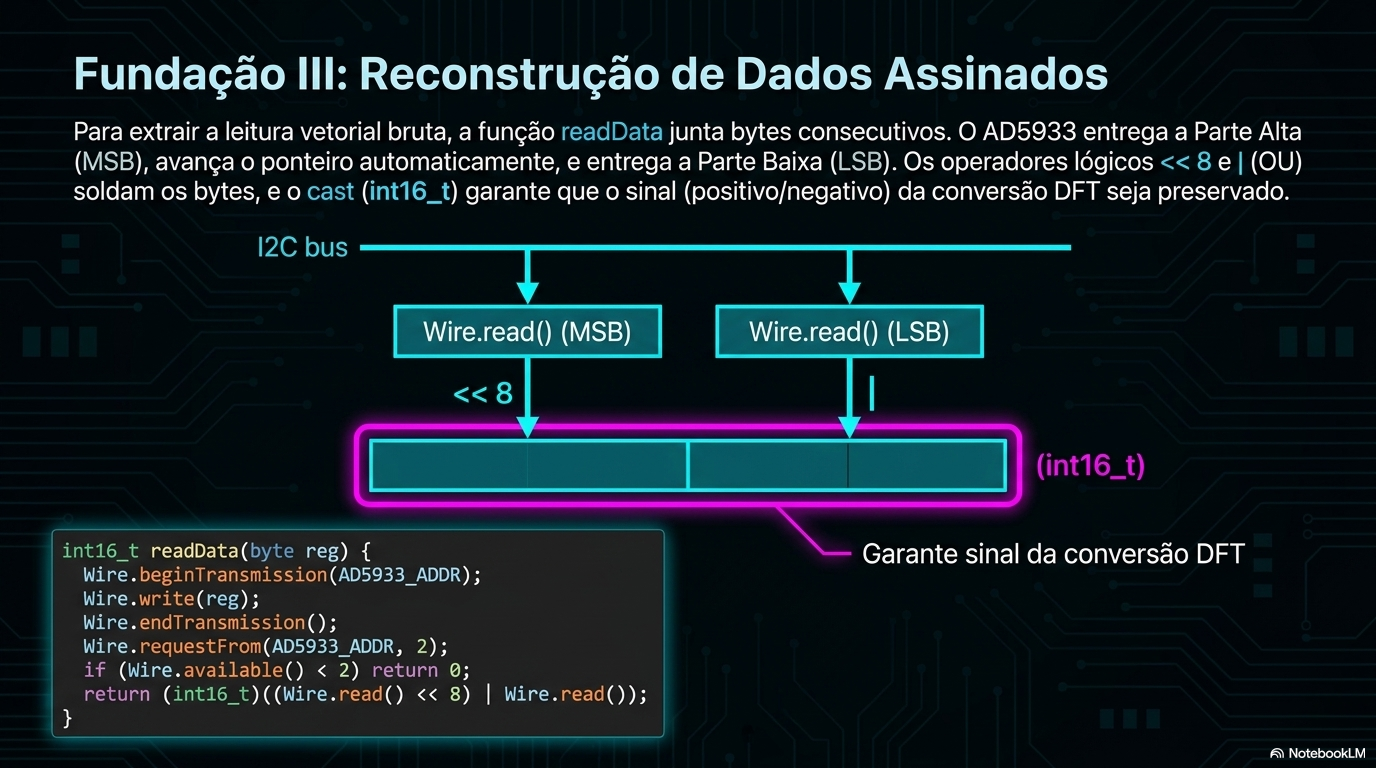 Fundação III: Reconstrução de Dados Assinados
Para extrair a leitura vetorial bruta, a função readData junta bytes consecutivos. O AD5933 entrega a Parte Alta
(MSB), avança o ponteiro automaticamente, e entrega a Parte Baixa (LSB). Os operadores lógicos << 8 e | (OU)
soldam os bytes, e o cast (int16_t) garante que o sinal (positivo/negativo) da conversão DFT seja preservado.
I2C bus
Wire.read() (MSB)
Wire.read() (LSB)
<< 8
|
(int16_t)
Garante sinal da conversão DFT
int16_t readData(byte reg) {
  Wire.beginTransmission(AD5933_ADDR);
  Wire.write(reg);
  Wire.endTransmission();
  Wire.requestFrom(AD5933_ADDR, 2);
  if (Wire.available() < 2) return 0;
  return (int16_t)((Wire.read() << 8) | Wire.read());
}
NotebookLM